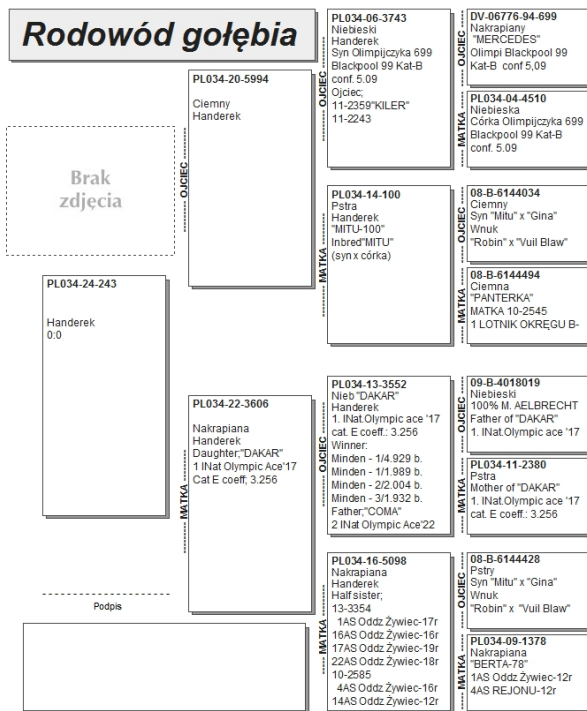 Rodowód gołębia
Brak
zdjęcia
PL034-24-243
Handerek
0:0
Podpis
OJCIEC
PL034-20-5994
Ciemny
Handerek
MATKA
PL034-22-3606
Nakrapiana
Handerek
Daughter;"DAKAR"
1 INat Olympic Ace'17
Cat E coeff; 3.256
OJCIEC
PL034-06-3743
Niebieski
Handerek
Syn Olimpijczyka 699
Blackpool 99 Kat-B
conf. 5.09
Ojciec;
11-2359"KILER"
11-2243
MATKA
PL034-14-100
Pstra
Handerek
"MITU-100"
Inbred"MITU"
(syn x córka)
OJCIEC
PL034-13-3552
Nieb "DAKAR"
Handerek
1. INat.Olympic ace '17
cat. E coeff.: 3.256
Winner:
Minden - 1/4.929 b.
Minden - 1/1.989 b.
Minden - 2/2.004 b.
Minden - 3/1.932 b.
Father;"COMA"
2 INat Olympic Ace'22
MATKA
PL034-16-5098
Nakrapiana
Handerek
Half sister;
13-3354
1AS Oddz Żywiec-17r
16AS Oddz Żywiec-16r
17AS Oddz Żywiec-19r
22AS Oddz Żywiec-18r
10-2585
4AS Oddz Żywiec-16r
14AS Oddz Żywiec-12r
OJCIEC
DV-06776-94-699
Nakrapiany
"MERCEDES"
Olimpi Blackpool 99
Kat-B conf 5,09
MATKA
PL034-04-4510
Niebieska
Córka Olimpijczyka 699
Blackpool 99 Kat-B
conf. 5.09
OJCIEC
08-B-6144034
Ciemny
Syn "Mitu" x "Gina"
Wnuk
"Robin" x "Vuil Blaw"
MATKA
08-B-6144494
Ciemna
"PANTERKA"
MATKA 10-2545
1 LOTNIK OKRĘGU B-
OJCIEC
09-B-4018019
Niebieski
100% M. AELBRECHT
Father of "DAKAR"
1. INat.Olympic ace '17
MATKA
PL034-11-2380
Pstra
Mother of "DAKAR"
1. INat.Olympic ace '17
cat. E coeff.: 3.256
OJCIEC
08-B-6144428
Pstry
Syn "Mitu" x "Gina"
Wnuk
"Robin" x "Vuil Blaw"
MATKA
PL034-09-1378
Nakrapiana
"BERTA-78"
1AS Oddz Żywiec-12r
4AS REJONU-12r